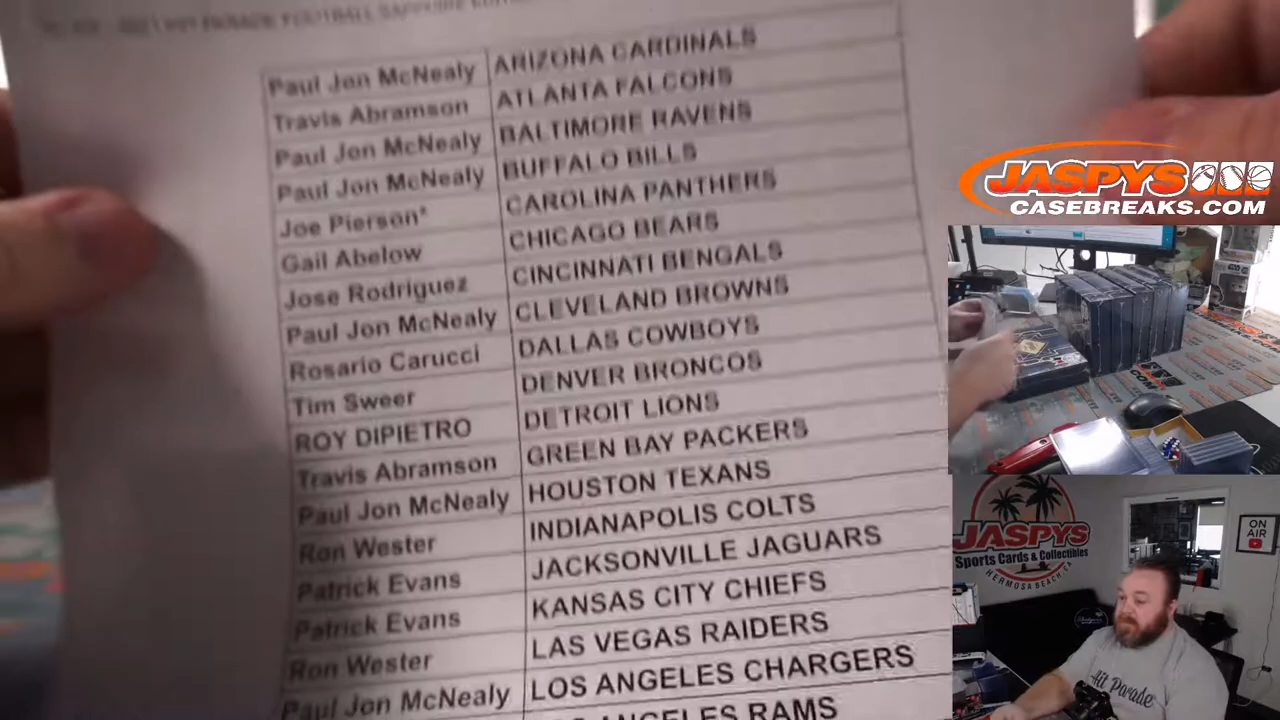 PARADE FOOTBALL SAPPHIRE
Paul Jon McNealy ARIZONA CARDINALS
Travis Abramson ATLANTA FALCONS
Paul Jon McNealy BALTIMORE RAVENS
Paul Jon McNealy BUFFALO BILLS
Joe Pierson* CAROLINA PANTHERS
Gail Abelow CHICAGO BEARS
Jose Rodriguez CINCINNATI BENGALS
Paul Jon McNealy CLEVELAND BROWNS
Rosario Carucci DALLAS COWBOYS
Tim Sweer DENVER BRONCOS
ROY DIPIETRO DETROIT LIONS
Travis Abramson GREEN BAY PACKERS
Paul Jon McNealy HOUSTON TEXANS
Ron Wester INDIANAPOLIS COLTS
Patrick Evans JACKSONVILLE JAGUARS
Patrick Evans KANSAS CITY CHIEFS
Ron Wester LAS VEGAS RAIDERS
Paul Jon McNealy LOS ANGELES CHARGERS
ANGELES RAMS
JASPYS
CASEBREAKS.COM
JASPYS
Sports Cards & Collectibles
HERMOSA BEACH CA
ON
AIR
Hit Parade